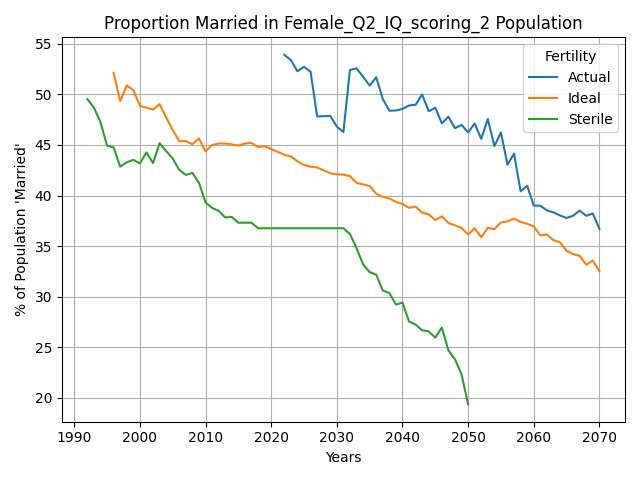 Proportion Married in Female_Q2_IQ_scoring_2 Population
% of Population 'Married'
55
50
45
40
35
30
25
20
Fertility
Actual
Ideal
Sterile
1990 2000 2010 2020 2030 2040 2050 2060 2070
Years